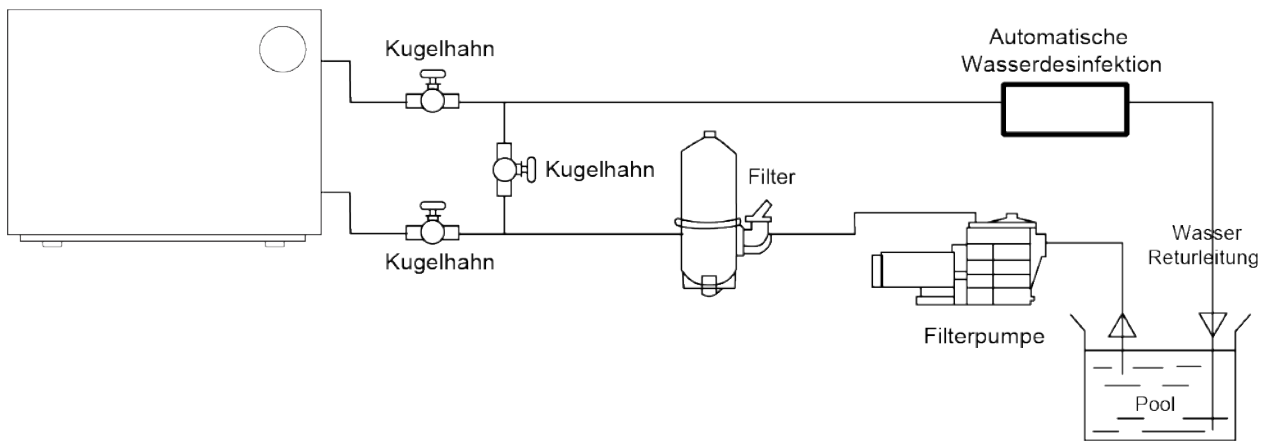 Kugelhahn
Automatische
Wasserdesinfektion
Kugelhahn
Filter
Kugelhahn
Wasser
Returleitung
Filterpumpe
Pool